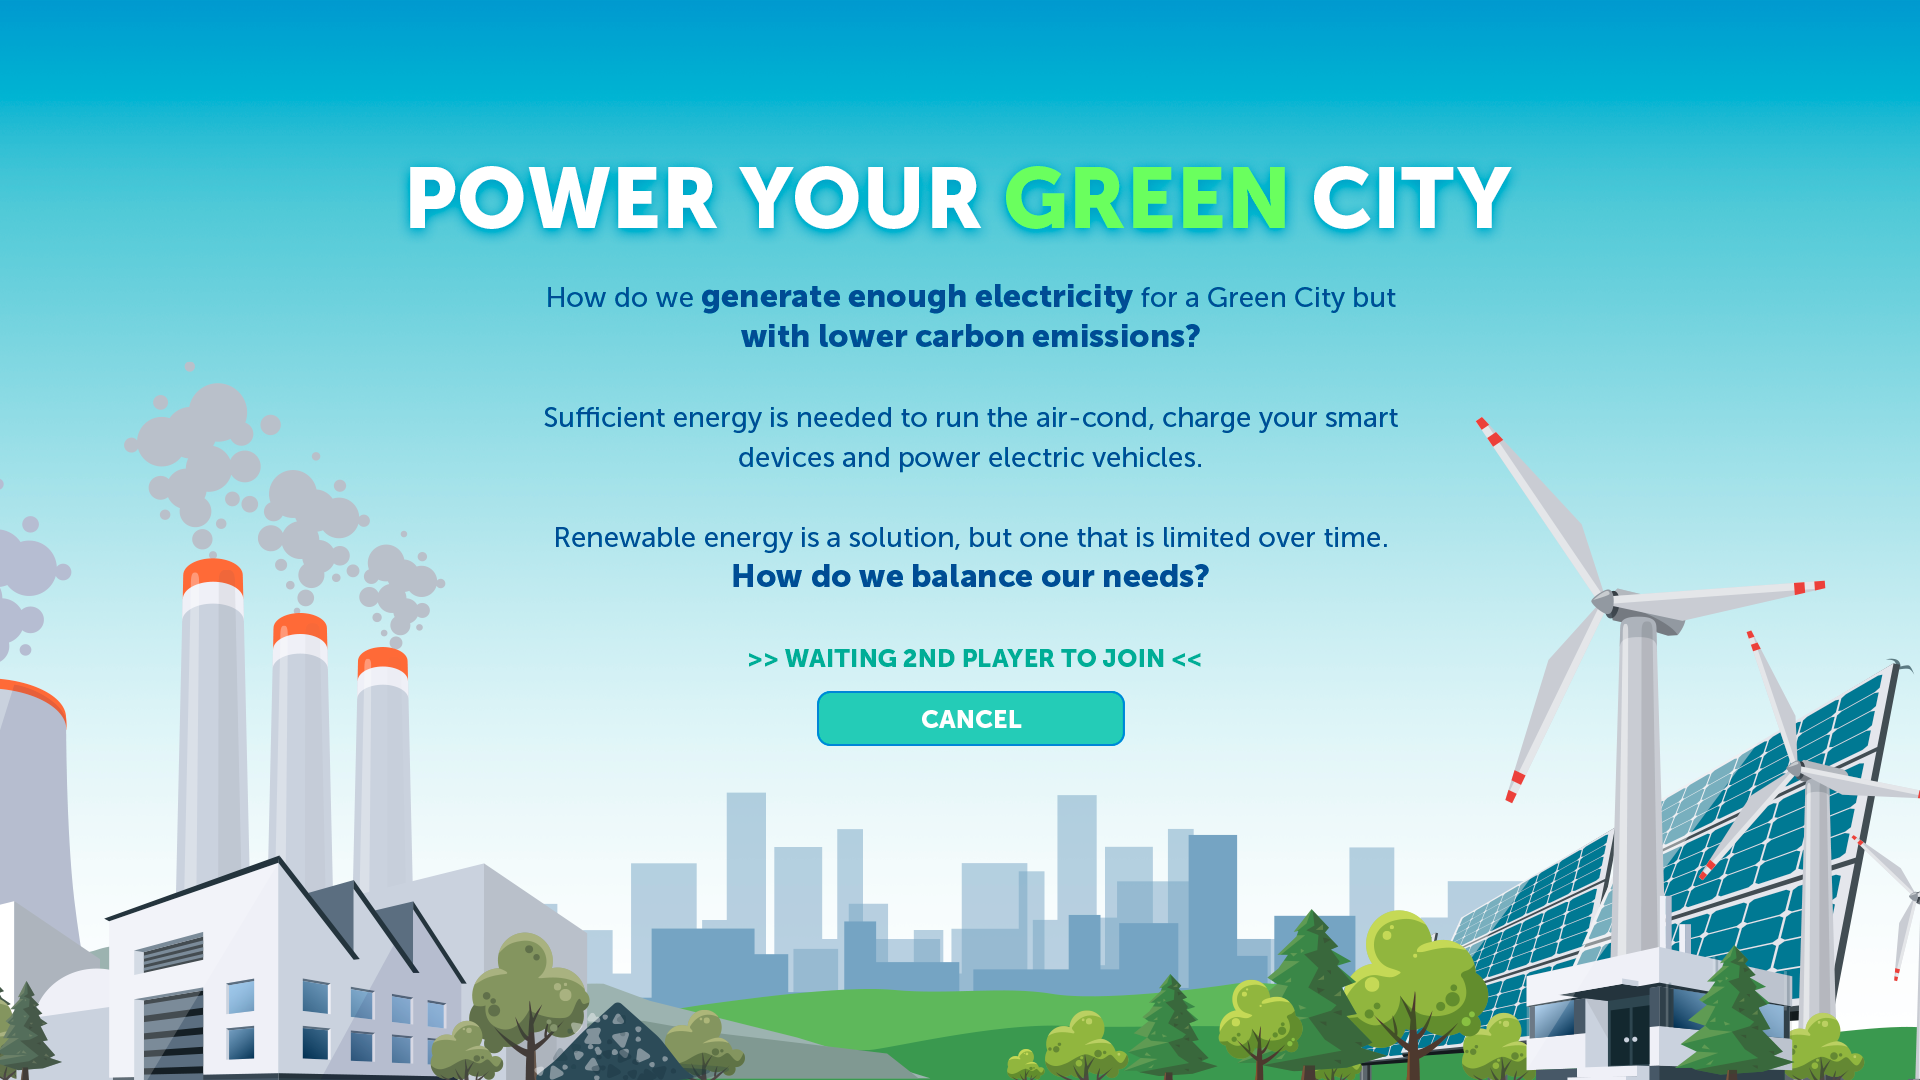 POWER YOUR GREEN CITY
How do we generate enough electricity for a Green City but
with lower carbon emissions?
Sufficient energy is needed to run the air-cond, charge your smart
devices and power electric vehicles.
Renewable energy is a solution, but one that is limited over time.
How do we balance our needs?
>> WAITING 2ND PLAYER TO JOIN <<
CANCEL